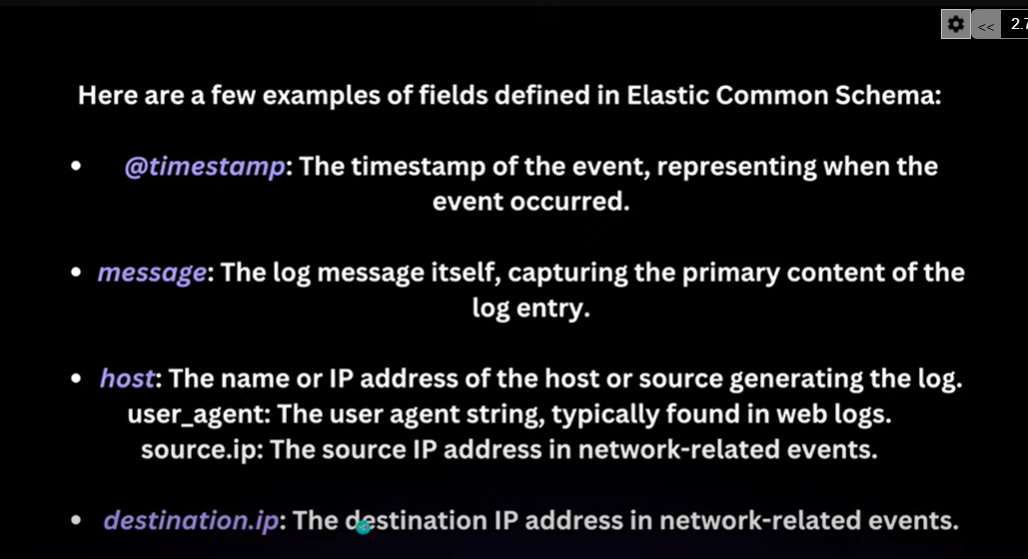 << 2.7
Here are a few examples of fields defined in Elastic Common Schema:
• @timestamp: The timestamp of the event, representing when the
event occurred.
• message: The log message itself, capturing the primary content of the
log entry.
• host: The name or IP address of the host or source generating the log.
user_agent: The user agent string, typically found in web logs.
source.ip: The source IP address in network-related events.
• destination.ip: The destination IP address in network-related events.